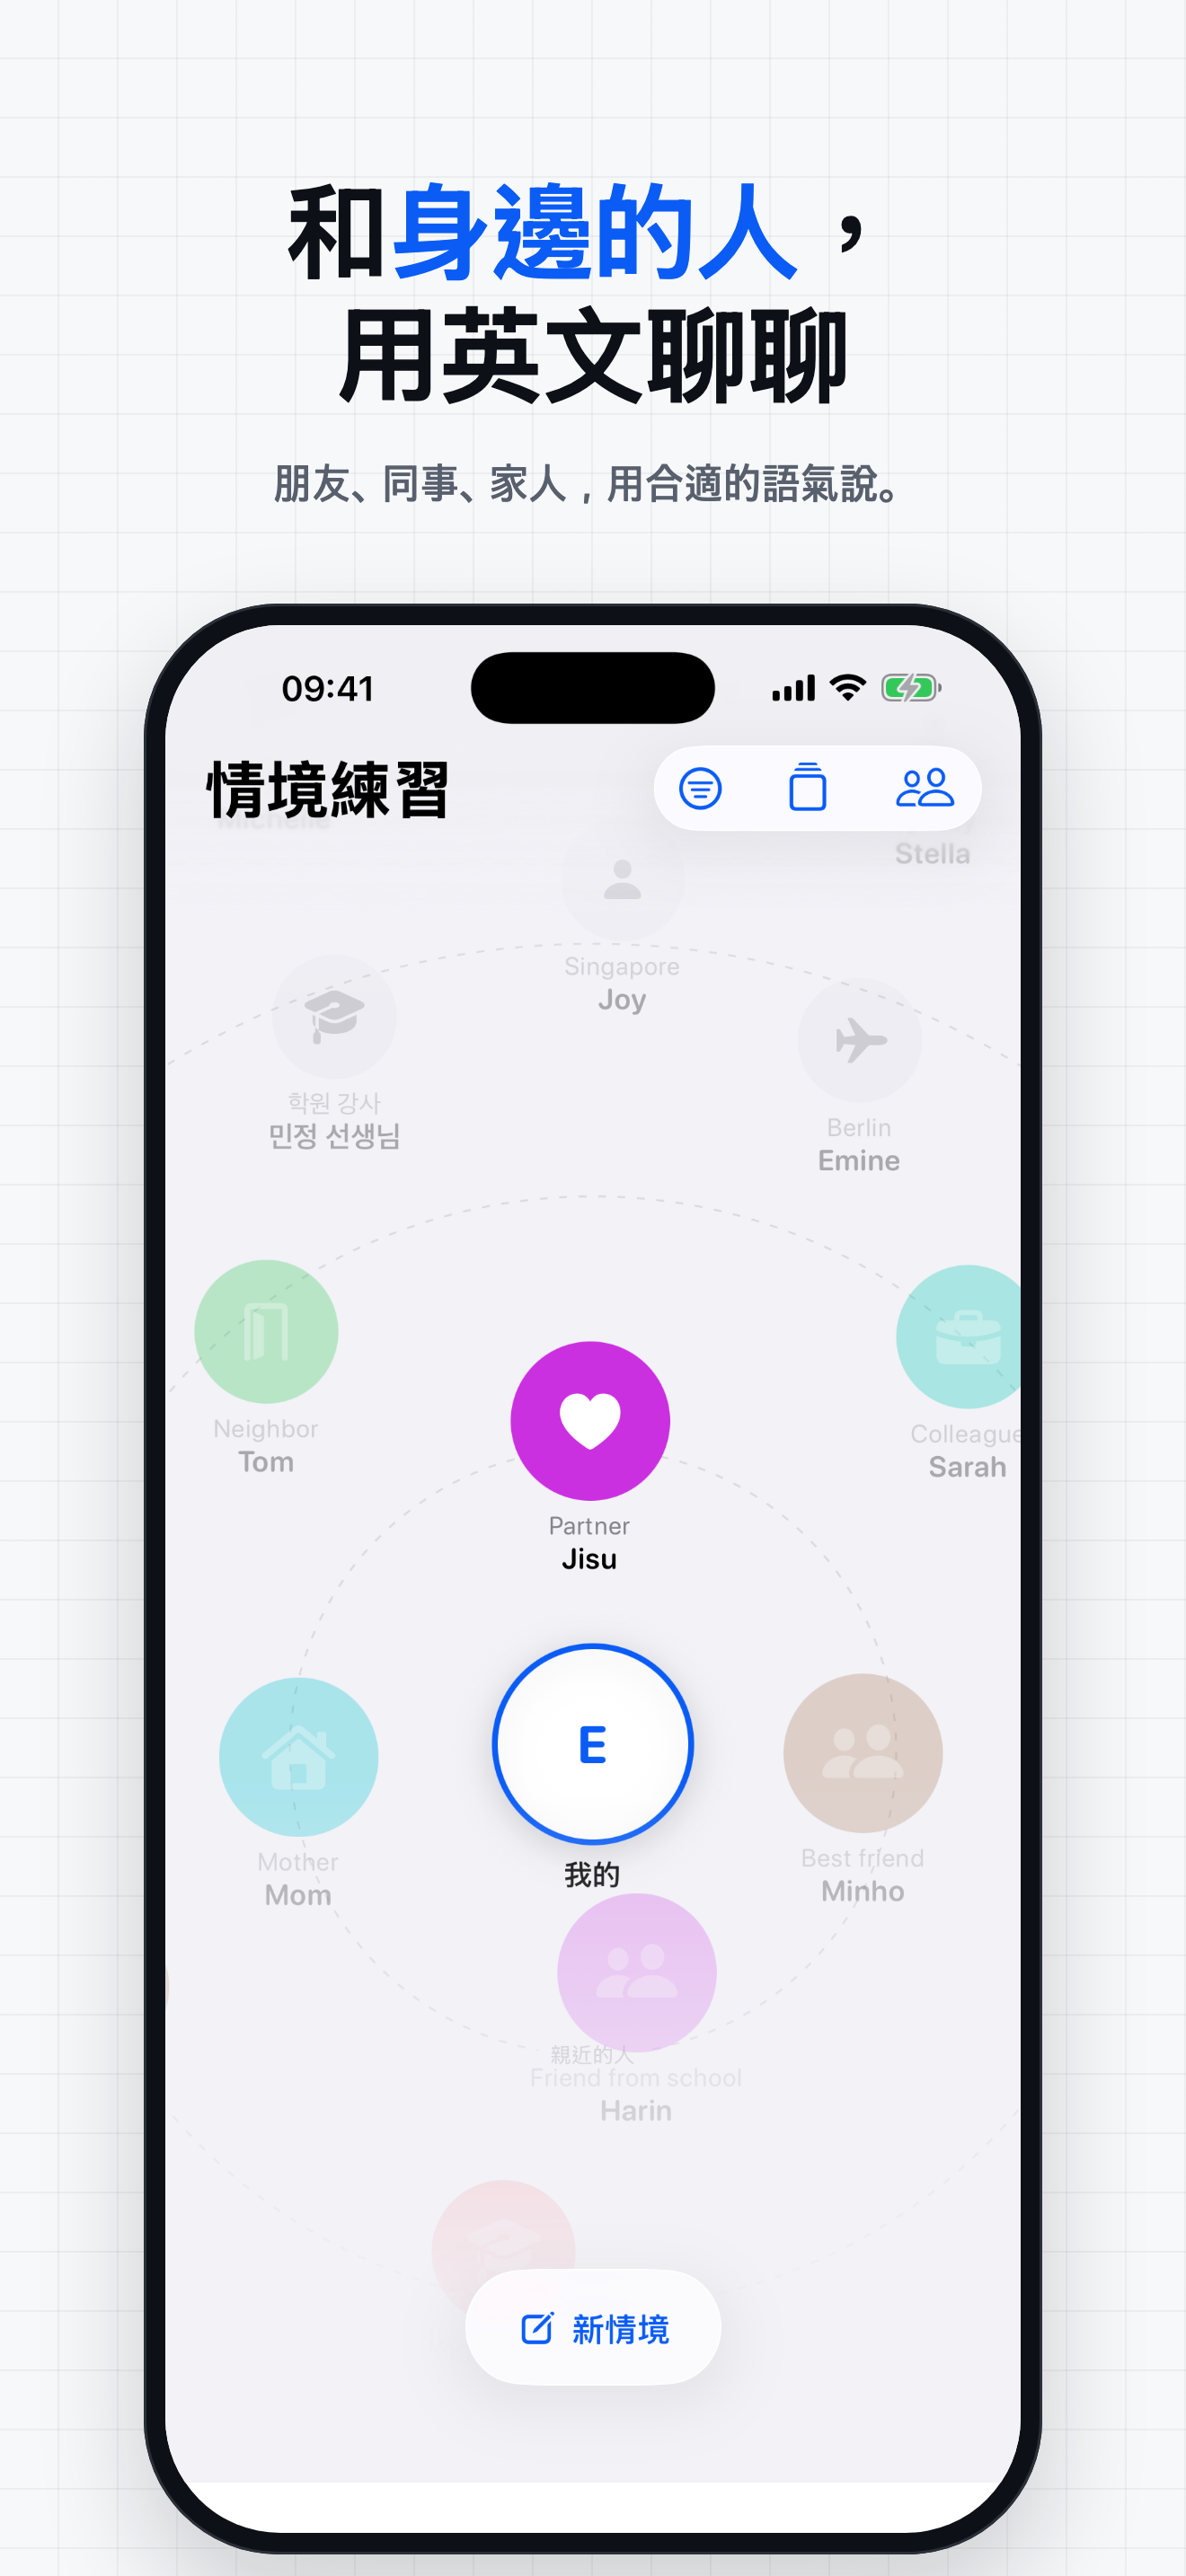 和身邊的人，
用英文聊聊
朋友、同事、家人，用合適的語氣說。
09:41
情境練習
Michelle
Stella
Singapore
Joy
학원 강사
민정 선생님
Berlin
Emine
Neighbor
Tom
Colleague
Sarah
Partner
Jisu
E
我的
Mother
Mom
Best friend
Minho
親近的人
Friend from school
Harin
新情境